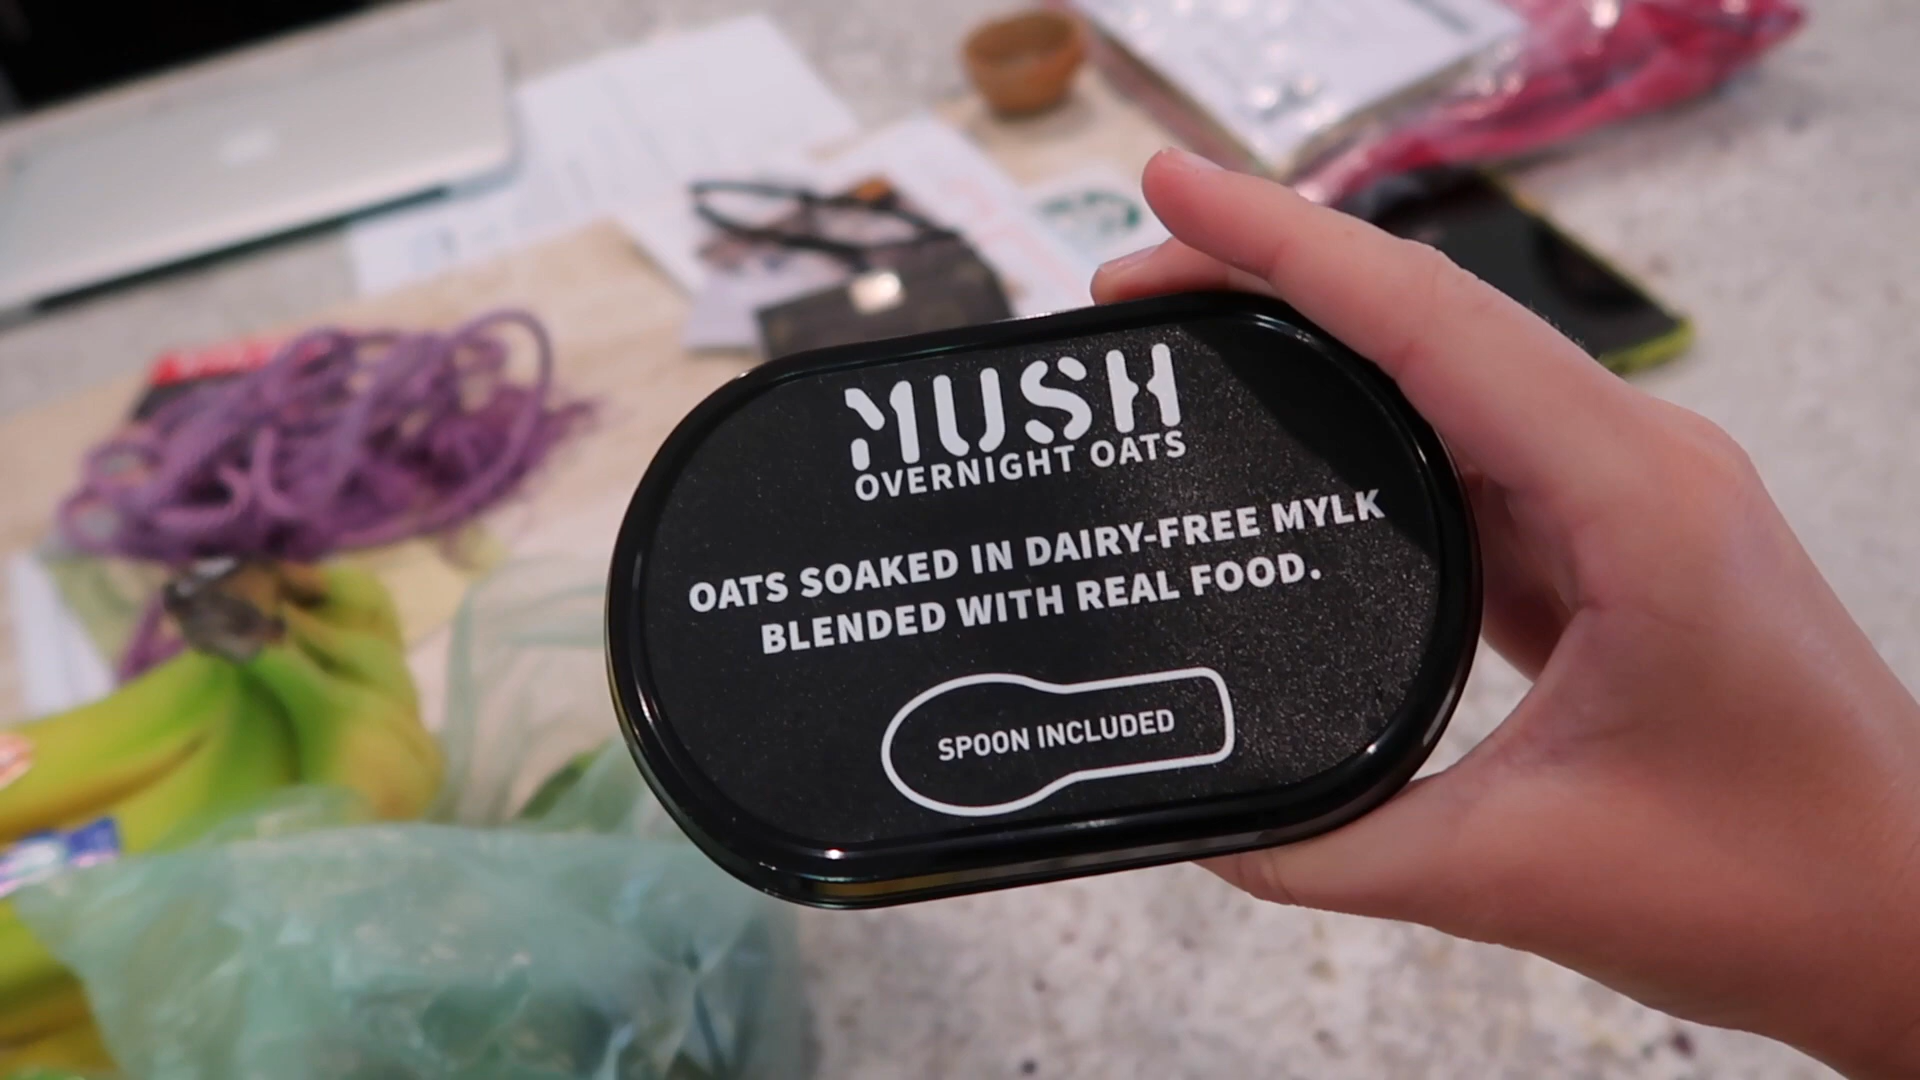 MUSH
OVERNIGHT OATS
OATS SOAKED IN DAIRY-FREE MYLK
BLENDED WITH REAL FOOD.
SPOON INCLUDED